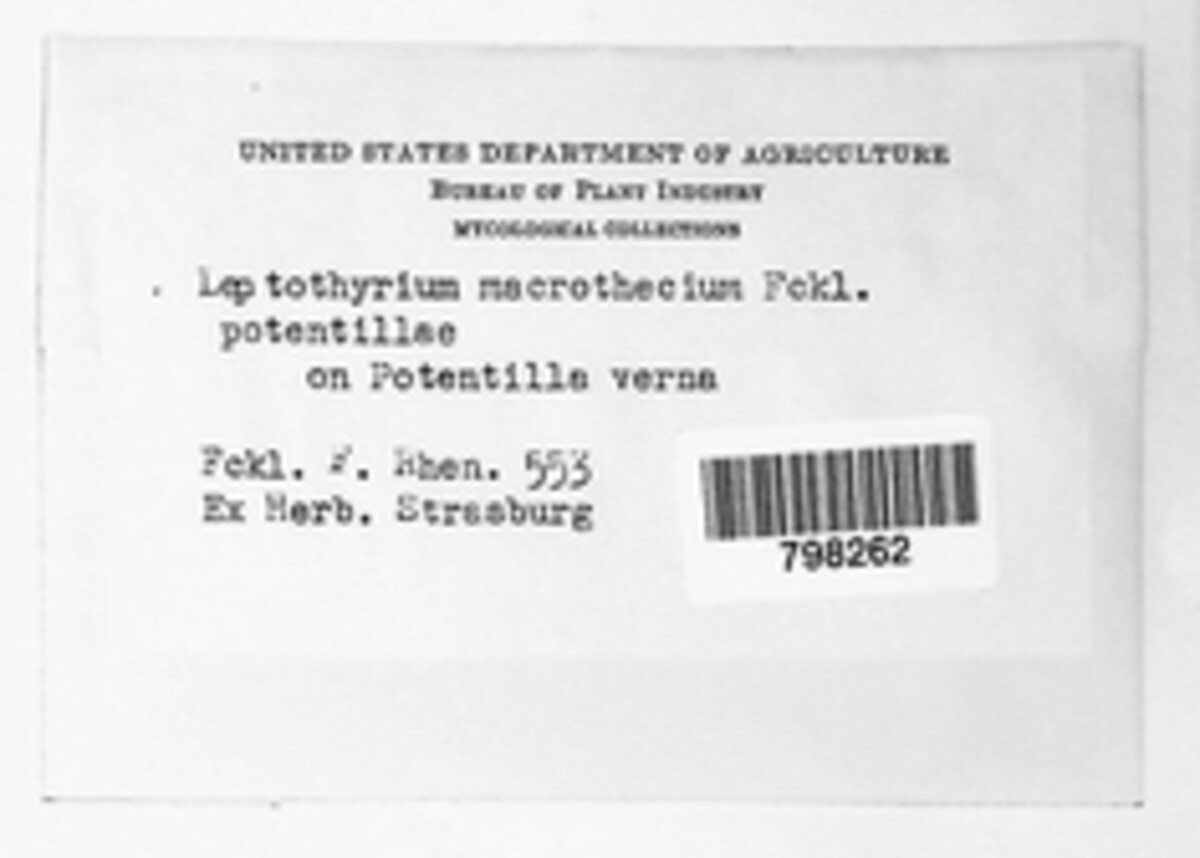 UNITED STATES DEPARTMENT OF AGRICULTURE
BUREAU OF PLANT INDUSTRY
MYCOLOGICAL COLLECTIONS
Leptothyrium macrothecium Fckl.
potentillae
on Potentilla verna
Fckl. F. Rhen. 553
Ex Herb. Strasburg
798262